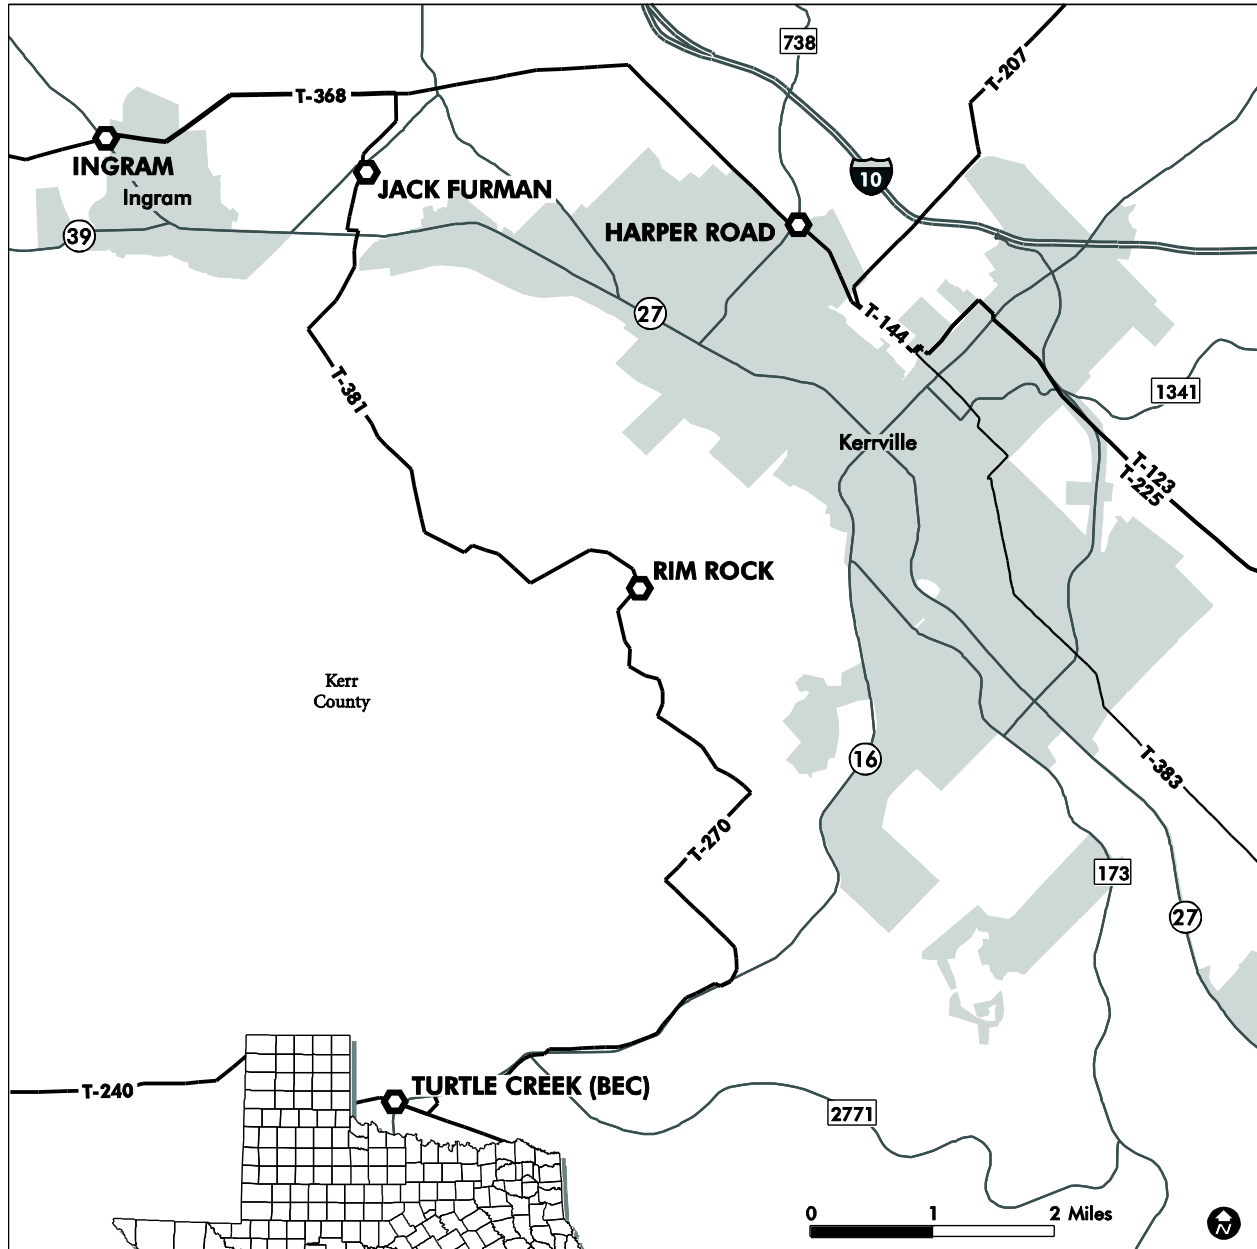 738
T-207
T-368
INGRAM
Ingram
JACK FURMAN
10
HARPER ROAD
39
27
T-144
T-381
1341
Kerrville
T-123
T-225
RIM ROCK
Kerr
County
16
T-383
T-270
173
27
TURTLE CREEK (BEC)
T-240
2771
0 1 2 Miles
N